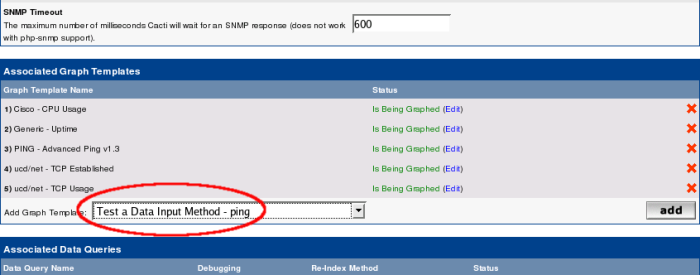 SNMP Timeout
The maximum number of milliseconds Cacti will wait for an SNMP response (does not work
with php-snmp support).
600
Associated Graph Templates
Graph Template Name Status
1) Cisco - CPU Usage Is Being Graphed (Edit)
2) Generic - Uptime Is Being Graphed (Edit)
3) PING - Advanced Ping v1.3 Is Being Graphed (Edit)
4) ucd/net - TCP Established Is Being Graphed (Edit)
5) ucd/net - TCP Usage Is Being Graphed (Edit)
Add Graph Template: Test a Data Input Method - ping add
Associated Data Queries
Data Query Name Debugging Re-Index Method Status